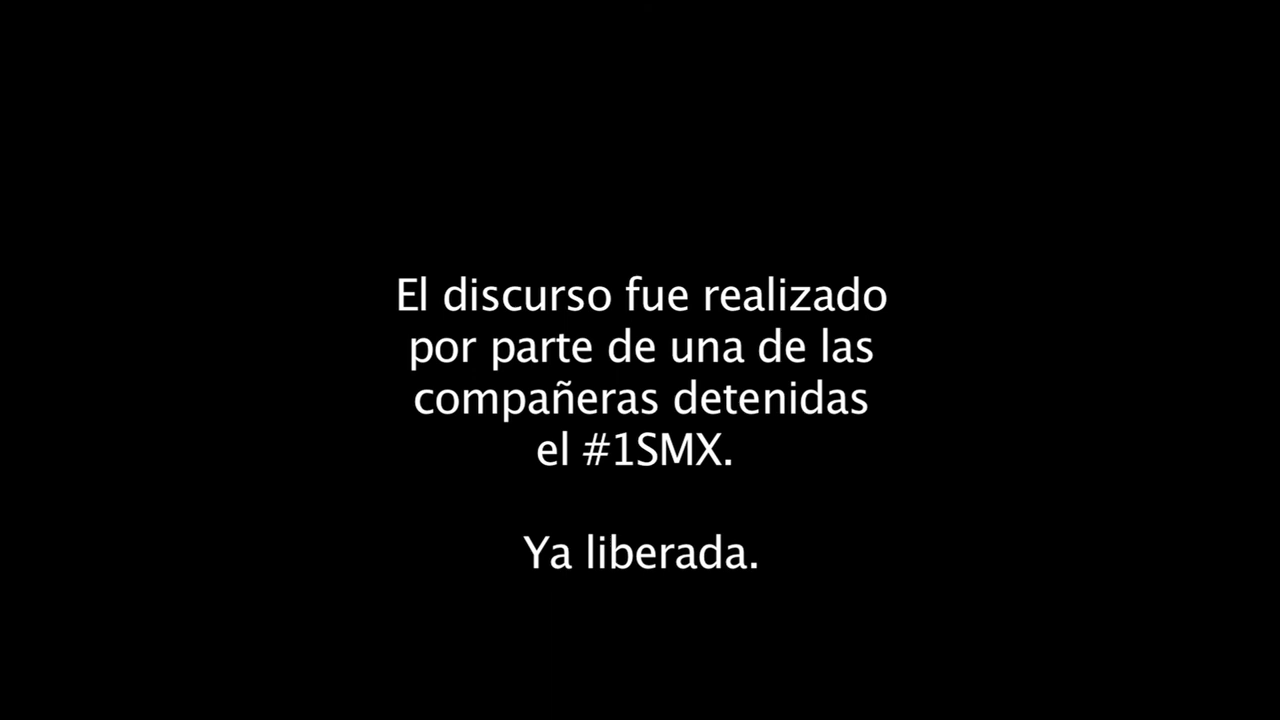 El discurso fue realizado
por parte de una de las
compañeras detenidas
el #1SMX.
Ya liberada.